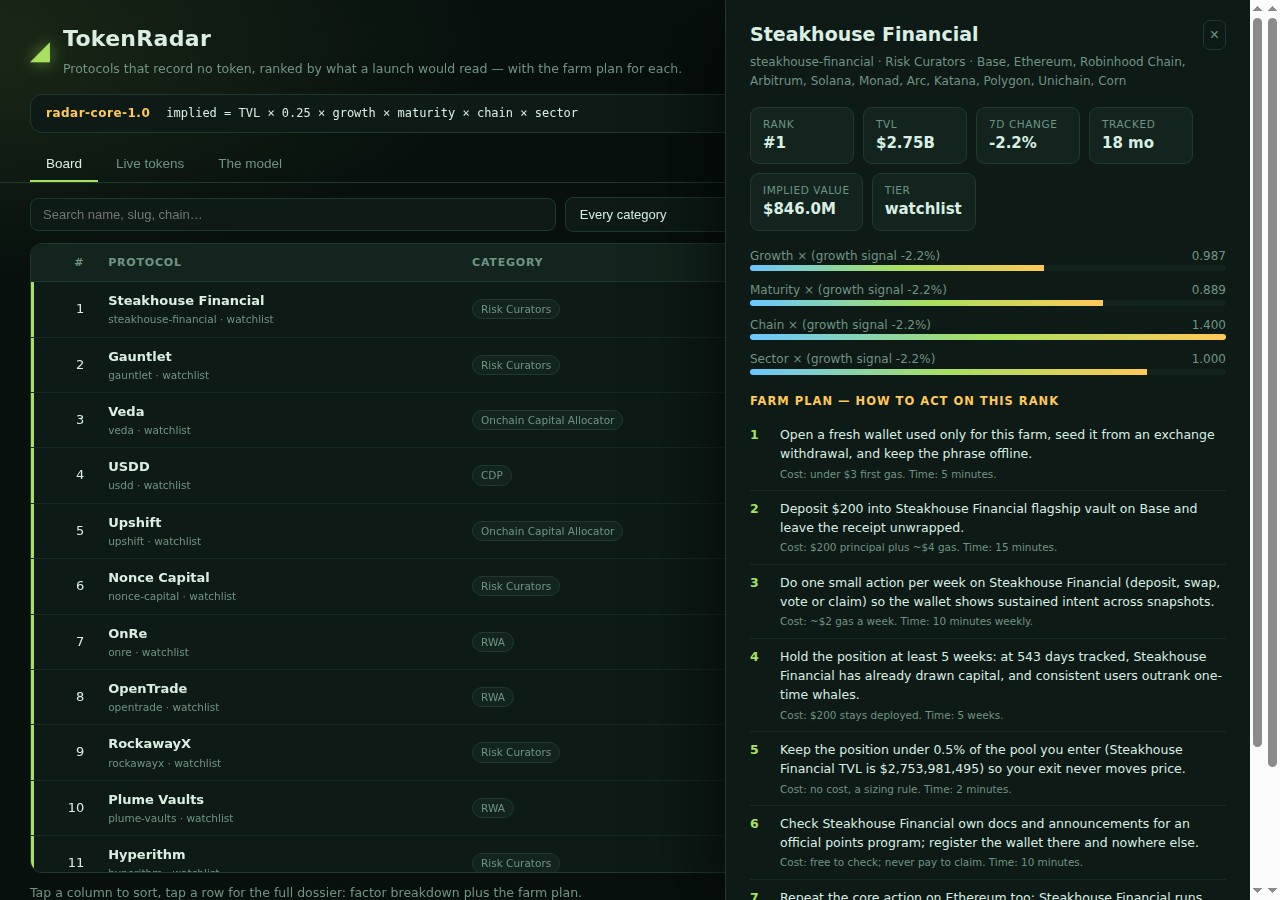 TokenRadar
Protocols that record no token, ranked by what a launch would read — with the farm plan for each.
radar-core-1.0 implied = TVL × 0.25 × growth × maturity × chain × sector
Board Live tokens The model
Search name, slug, chain…
Every category
# PROTOCOL CATEGORY
1 Steakhouse Financial Risk Curators
steakhouse-financial · watchlist
2 Gauntlet Risk Curators
gauntlet · watchlist
3 Veda Onchain Capital Allocator
veda · watchlist
4 USDD CDP
usdd · watchlist
5 Upshift Onchain Capital Allocator
upshift · watchlist
6 Nonce Capital Risk Curators
nonce-capital · watchlist
7 OnRe RWA
onre · watchlist
8 OpenTrade RWA
opentrade · watchlist
9 RockawayX Risk Curators
rockawayx · watchlist
10 Plume Vaults RWA
plume-vaults · watchlist
11 Hyperithm Risk Curators
hyperithm · watchlist
Tap a column to sort, tap a row for the full dossier: factor breakdown plus the farm plan.
Steakhouse Financial
×
steakhouse-financial · Risk Curators · Base, Ethereum, Robinhood Chain,
Arbitrum, Solana, Monad, Arc, Katana, Polygon, Unichain, Corn
RANK
#1
TVL
$2.75B
7D CHANGE
-2.2%
TRACKED
18 mo
IMPLIED VALUE
$846.0M
TIER
watchlist
Growth × (growth signal -2.2%) 0.987
Maturity × (growth signal -2.2%) 0.889
Chain × (growth signal -2.2%) 1.400
Sector × (growth signal -2.2%) 1.000
FARM PLAN — HOW TO ACT ON THIS RANK
1 Open a fresh wallet used only for this farm, seed it from an exchange
withdrawal, and keep the phrase offline.
Cost: under $3 first gas. Time: 5 minutes.
2 Deposit $200 into Steakhouse Financial flagship vault on Base and
leave the receipt unwrapped.
Cost: $200 principal plus ~$4 gas. Time: 15 minutes.
3 Do one small action per week on Steakhouse Financial (deposit, swap,
vote or claim) so the wallet shows sustained intent across snapshots.
Cost: ~$2 gas a week. Time: 10 minutes weekly.
4 Hold the position at least 5 weeks: at 543 days tracked, Steakhouse
Financial has already drawn capital, and consistent users outrank one-
time whales.
Cost: $200 stays deployed. Time: 5 weeks.
5 Keep the position under 0.5% of the pool you enter (Steakhouse
Financial TVL is $2,753,981,495) so your exit never moves price.
Cost: no cost, a sizing rule. Time: 2 minutes.
6 Check Steakhouse Financial own docs and announcements for an
official points program; register the wallet there and nowhere else.
Cost: free to check; never pay to claim. Time: 10 minutes.
7 Repeat the core action on Ethereum too: Steakhouse Financial runs